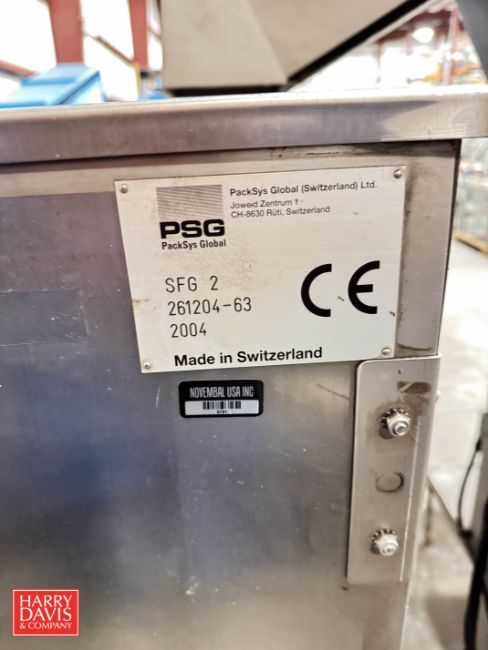 PackSys Global (Switzerland) Ltd.
Joweid Zentrum 1
CH-8630 Rüti, Switzerland
PSG
PackSys Global
SFG 2
261204-63
2004
CE
Made in Switzerland
NOVEMBAL USA INC
HARRY
DAVIS
& COMPANY